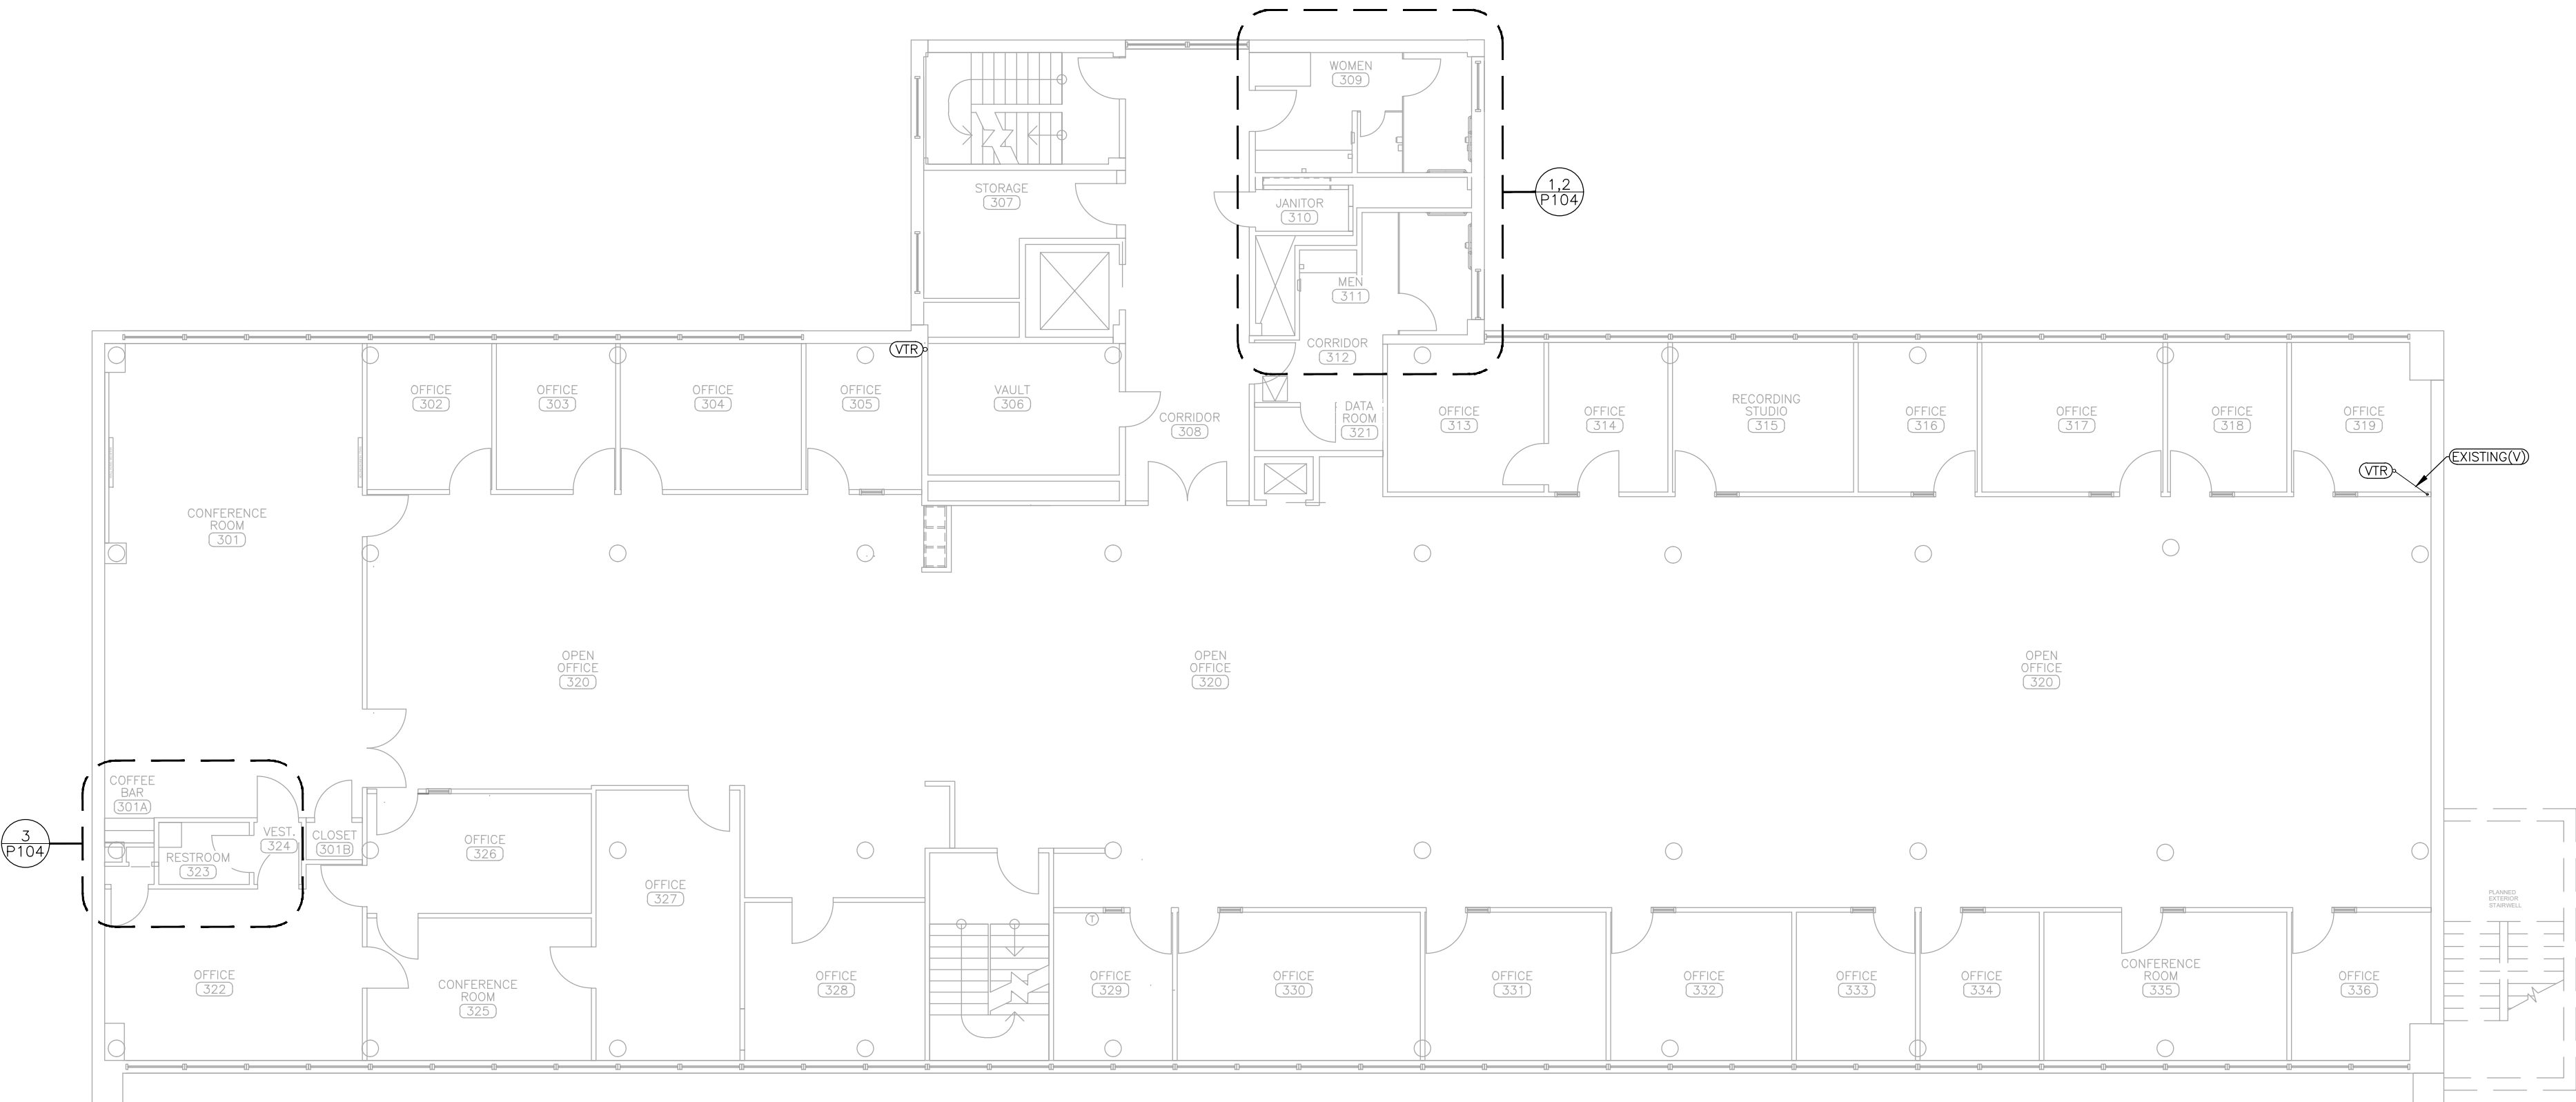 WOMEN
309
1,2
P104
STORAGE
307
JANITOR
310
MEN
311
CORRIDOR
312
VTR
OFFICE
302
OFFICE
303
OFFICE
304
OFFICE
305
VAULT
306
CORRIDOR
308
DATA
ROOM
321
OFFICE
313
OFFICE
314
RECORDING
STUDIO
315
OFFICE
316
OFFICE
317
OFFICE
318
OFFICE
319
VTR
EXISTING(V)
CONFERENCE
ROOM
301
OPEN
OFFICE
320
OPEN
OFFICE
320
OPEN
OFFICE
320
COFFEE
BAR
301A
3
P104
RESTROOM
323
VEST.
324
CLOSET
301B
OFFICE
326
OFFICE
327
PLANNED
EXTERIOR
STAIRWELL
T
OFFICE
322
CONFERENCE
ROOM
325
OFFICE
328
OFFICE
329
OFFICE
330
OFFICE
331
OFFICE
332
OFFICE
333
OFFICE
334
CONFERENCE
ROOM
335
OFFICE
336